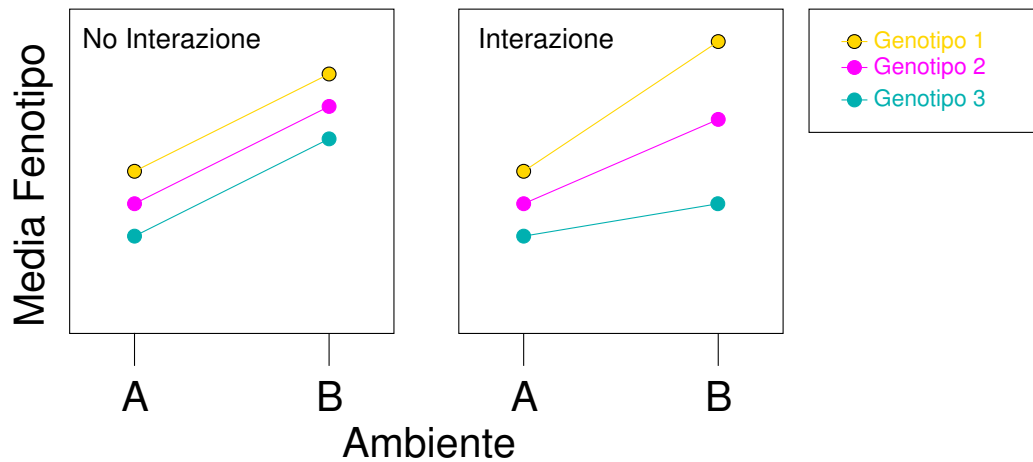 Media Fenotipo
No Interazione
Interazione
Genotipo 1
Genotipo 2
Genotipo 3
A
B
A
B
Ambiente